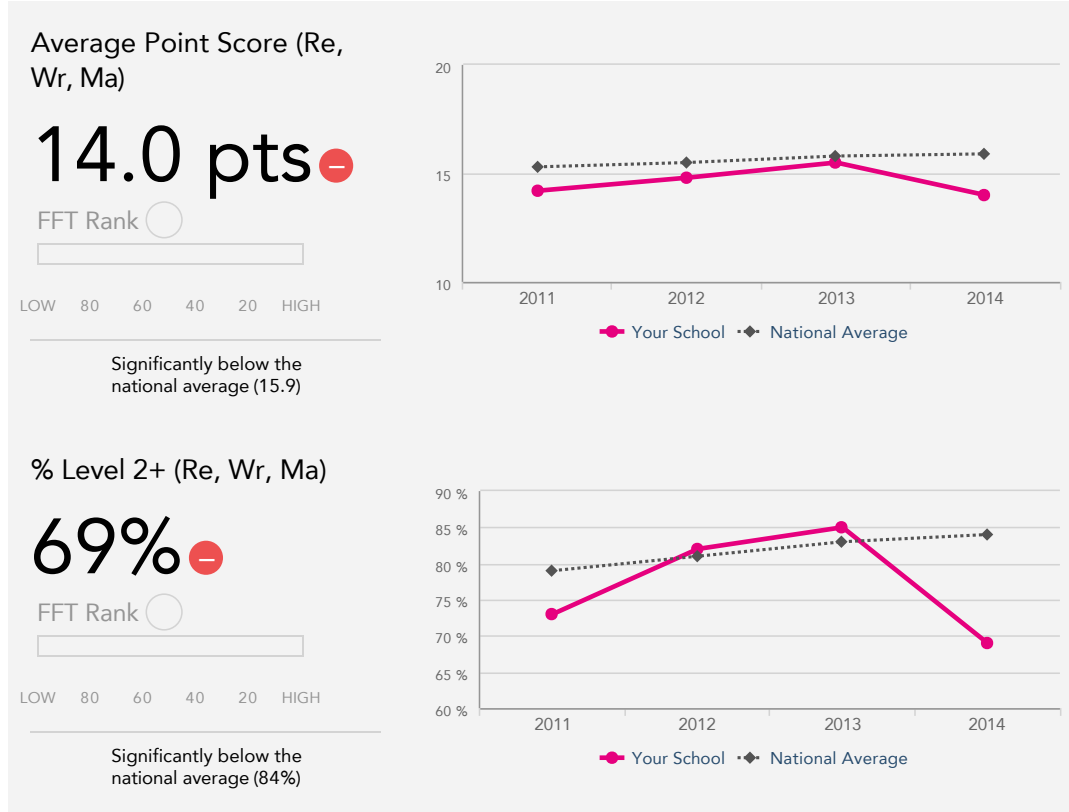 Average Point Score (Re,
Wr, Ma)
14.0 pts –
FFT Rank
LOW 80 60 40 20 HIGH
Significantly below the
national average (15.9)
20
15
10
2011 2012 2013 2014
Your School National Average
% Level 2+ (Re, Wr, Ma)
69% –
FFT Rank
LOW 80 60 40 20 HIGH
Significantly below the
national average (84%)
90 %
85 %
80 %
75 %
70 %
65 %
60 %
2011 2012 2013 2014
Your School National Average